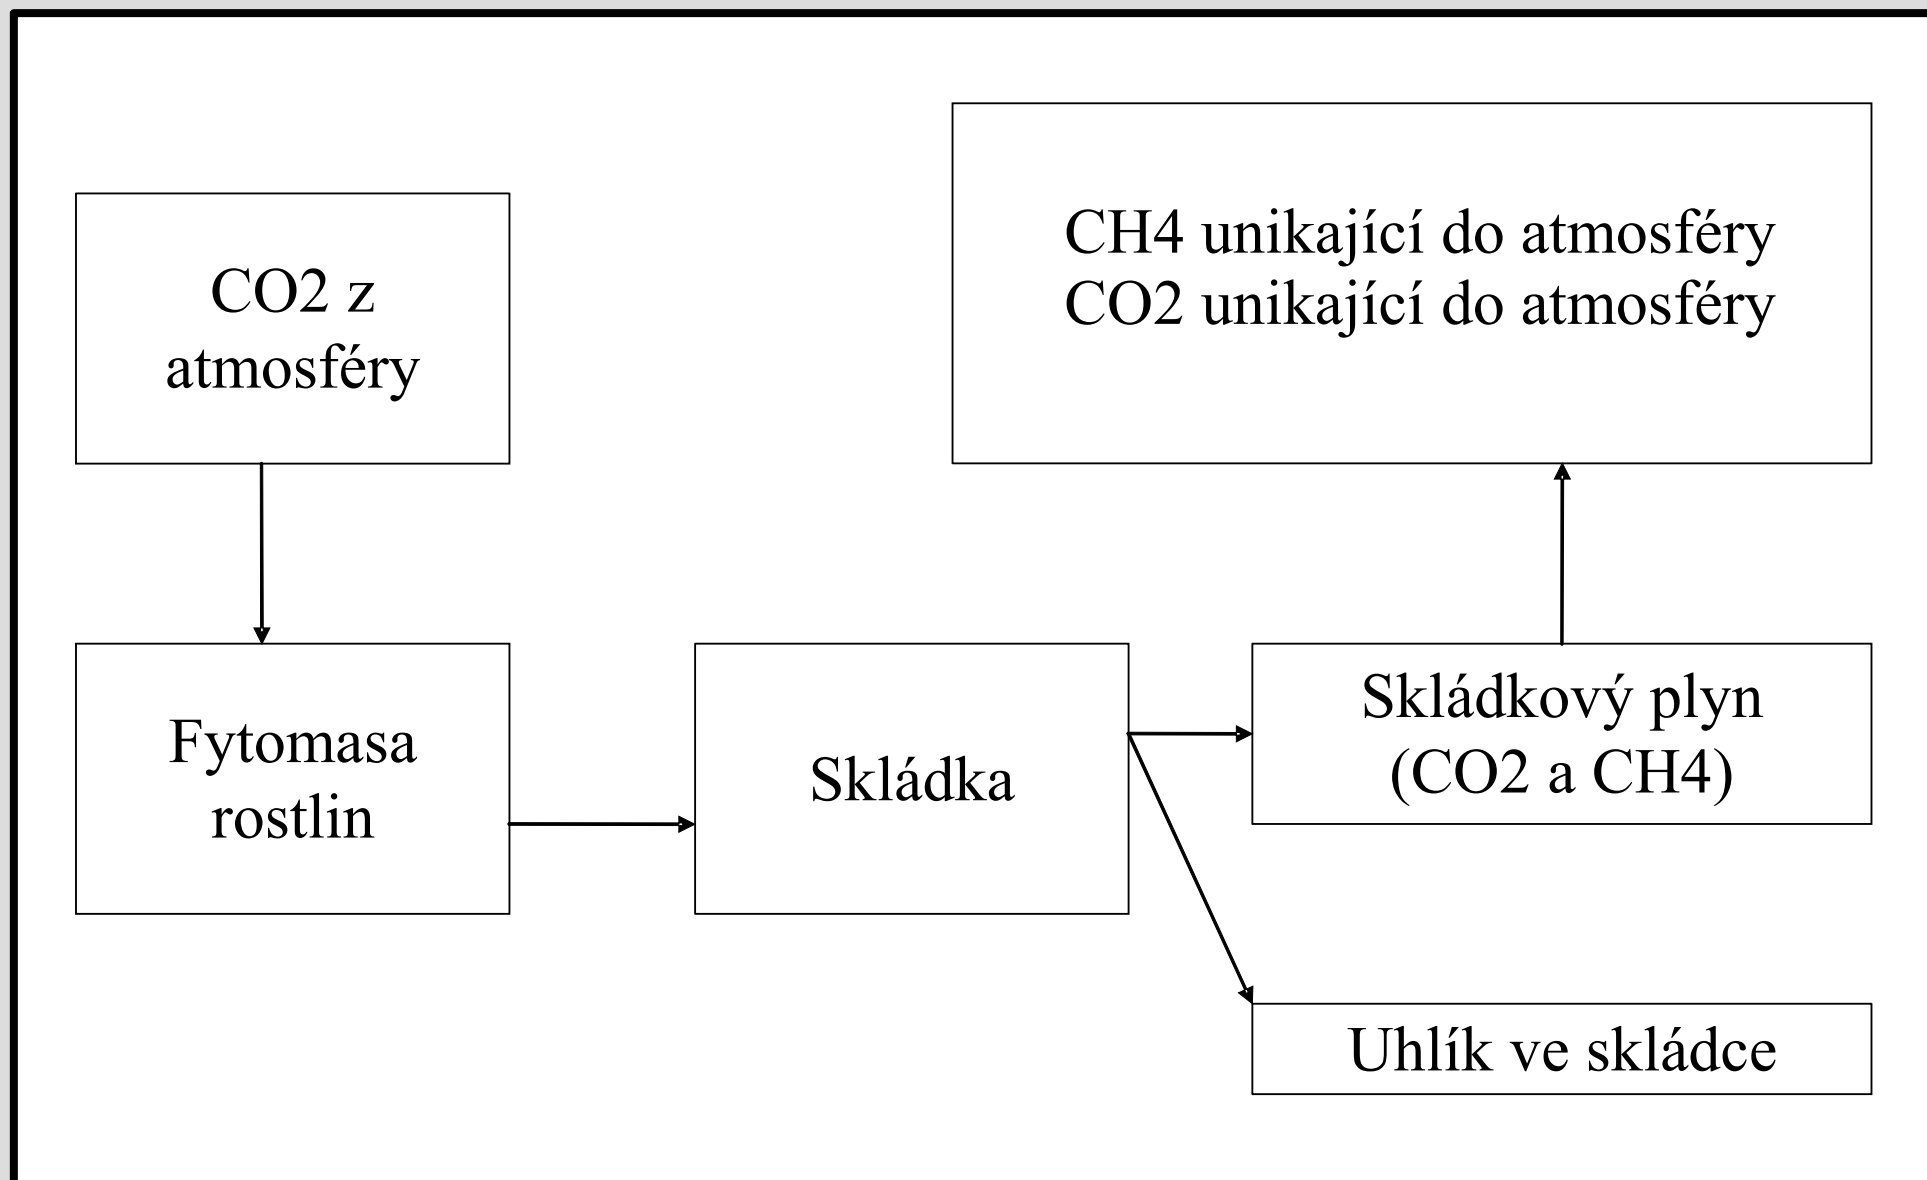 CO2 z
atmosféry
CH4 unikající do atmosféry
CO2 unikající do atmosféry
Fytomasa
rostlin
Skládka
Skládkový plyn
(CO2 a CH4)
Uhlík ve skládce